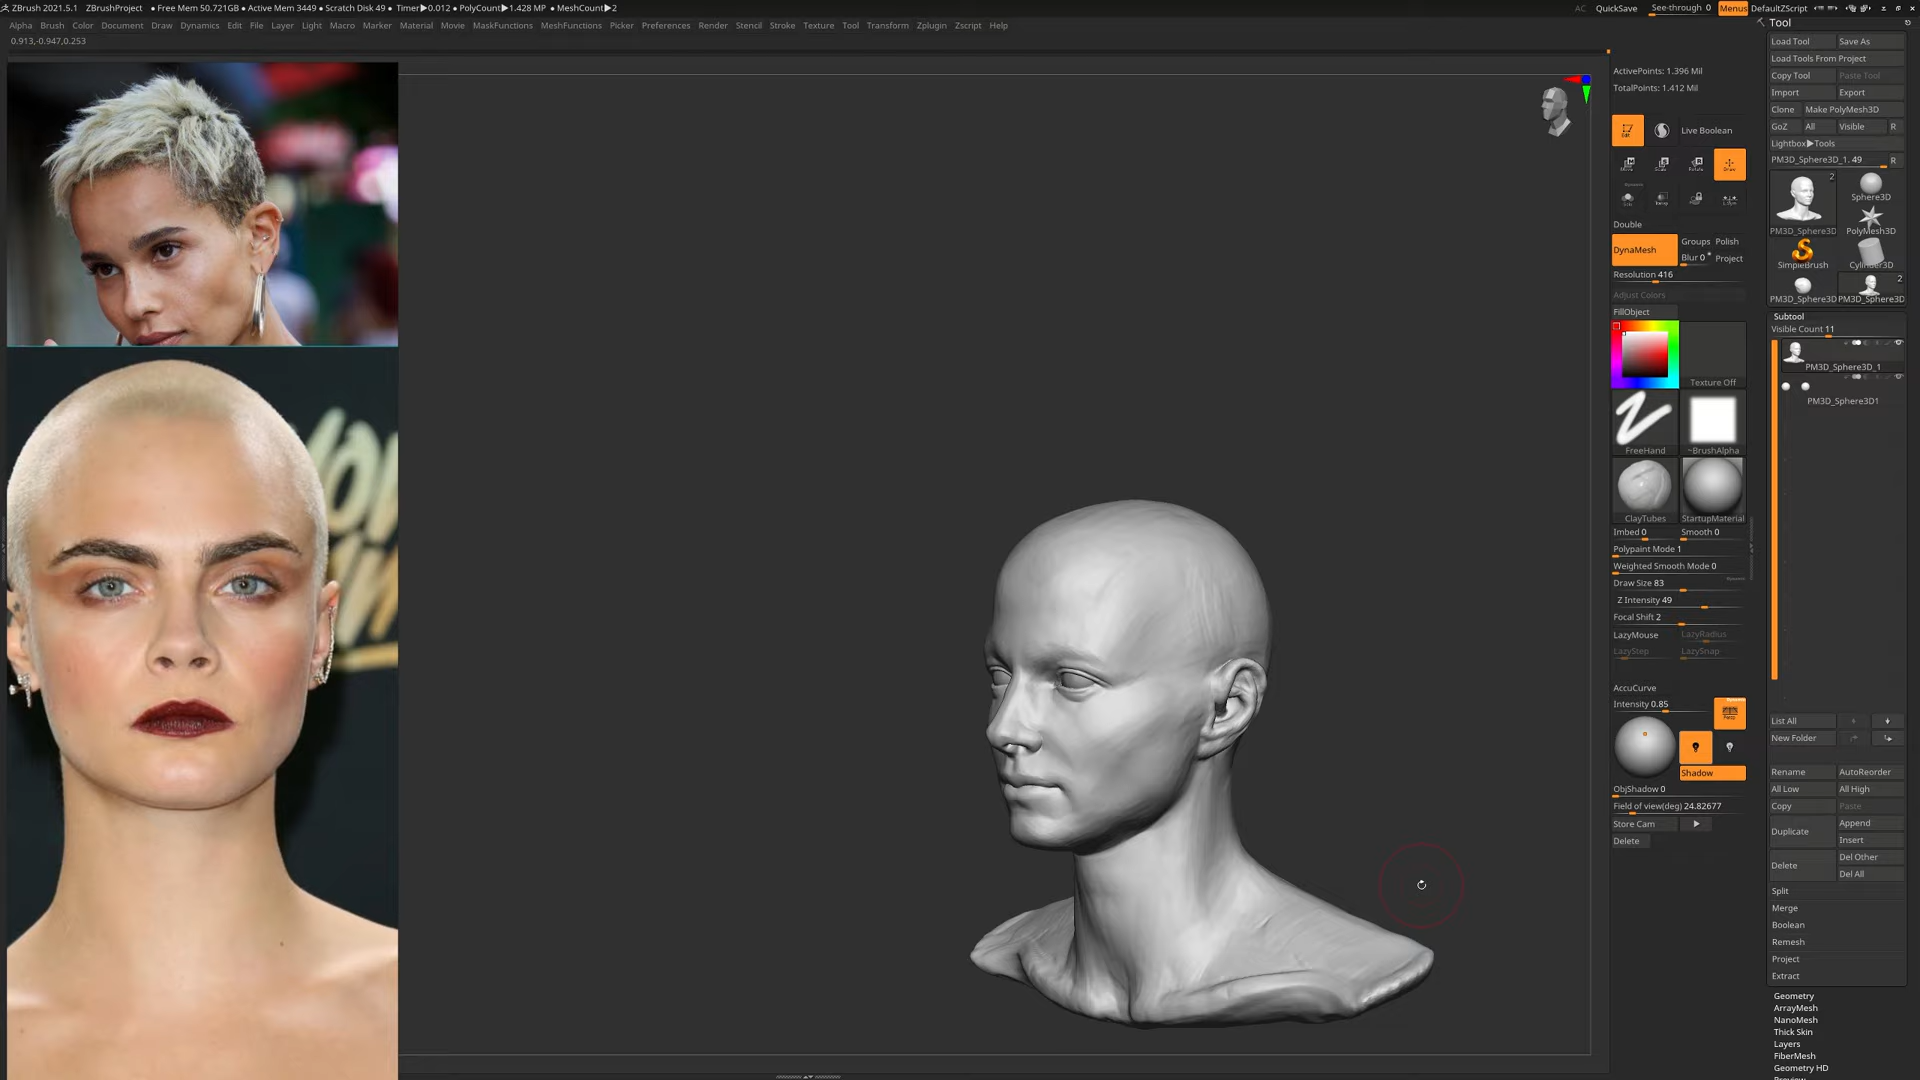 ZBrush 2021.5.1 ZBrushProject • Free Mem 50.721GB • Active Mem 3449 • Scratch Disk 49 • Timer▶0.012 • PolyCount▶1.428 MP • MeshCount▶2 AC QuickSave See-through 0 Menus DefaultZScript
Alpha Brush Color Document Draw Dynamics Edit File Layer Light Macro Marker Material Movie MaskFunctions MeshFunctions Picker Preferences Render Stencil Stroke Texture Tool Transform Zplugin Zscript Help
0.913,-0.947,0.253
ActivePoints: 1.396 Mil
TotalPoints: 1.412 Mil
Edit
Live Boolean
Move Scale Rotate Draw
Double
DynaMesh
Groups Polish
Blur 0 Project
Resolution 416
Adjust Colors
FillObject
Texture Off
FreeHand ~BrushAlpha
ClayTubes StartupMaterial
Imbed 0 Smooth 0
Polypaint Mode 1
Weighted Smooth Mode 0
Draw Size 83
Z Intensity 49
Focal Shift 2
LazyMouse LazyRadius
LazyStep LazySnap
AccuCurve
Intensity 0.85
Persp
Shadow
ObjShadow 0
Field of view(deg) 24.82677
Store Cam
Delete
Tool
Load Tool Save As
Load Tools From Project
Copy Tool Paste Tool
Import Export
Clone Make PolyMesh3D
GoZ All Visible R
Lightbox▶Tools
PM3D_Sphere3D_1. 49 R
2
Sphere3D
PM3D_Sphere3D PolyMesh3D
SimpleBrush Cylinder3D
2
PM3D_Sphere3D PM3D_Sphere3D
Subtool
Visible Count 11
PM3D_Sphere3D_1
PM3D_Sphere3D1
List All
New Folder
Rename AutoReorder
All Low All High
Copy Paste
Duplicate
Append
Insert
Delete
Del Other
Del All
Split
Merge
Boolean
Remesh
Project
Extract
Geometry
ArrayMesh
NanoMesh
Thick Skin
Layers
FiberMesh
Geometry HD
Preview